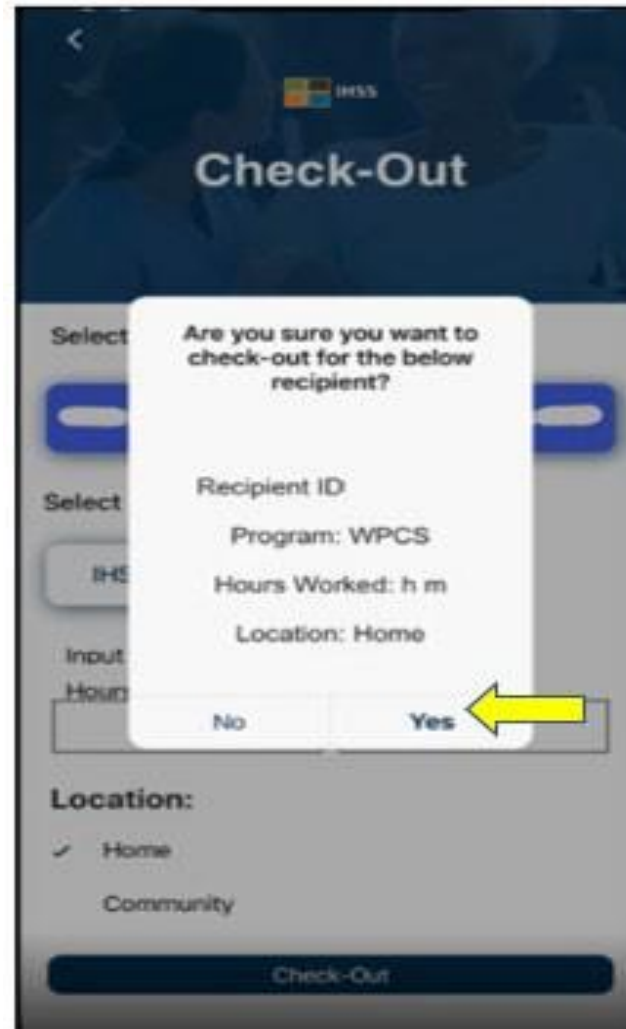 IHSS
Check-Out
Select
Are you sure you want to
check-out for the below
recipient?
Recipient ID
Select
Program: WPCS
IHS
Hours Worked: h m
Location: Home
Input
Hours
No
Yes
Location:
✓ Home
Community
Check-Out